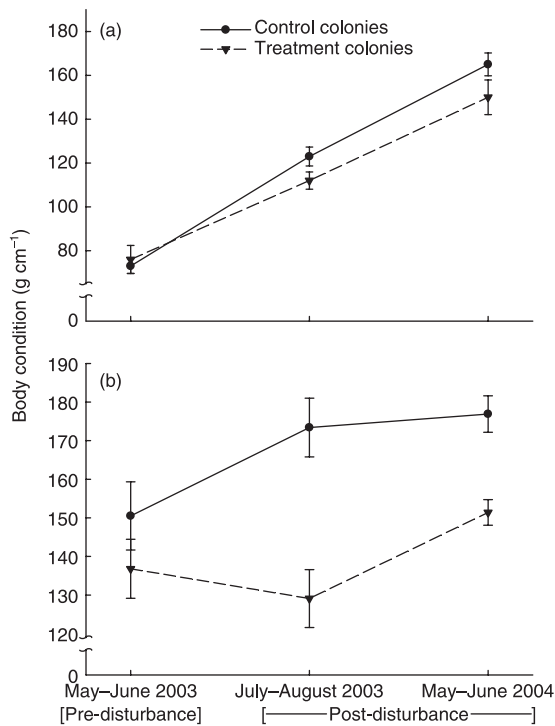 (a)
Control colonies
Treatment colonies
180
160
140
120
100
80
0
Body condition (g cm⁻¹)
(b)
190
180
170
160
150
140
130
120
0
May–June 2003 July–August 2003 May–June 2004
[Pre-disturbance] [Post-disturbance]